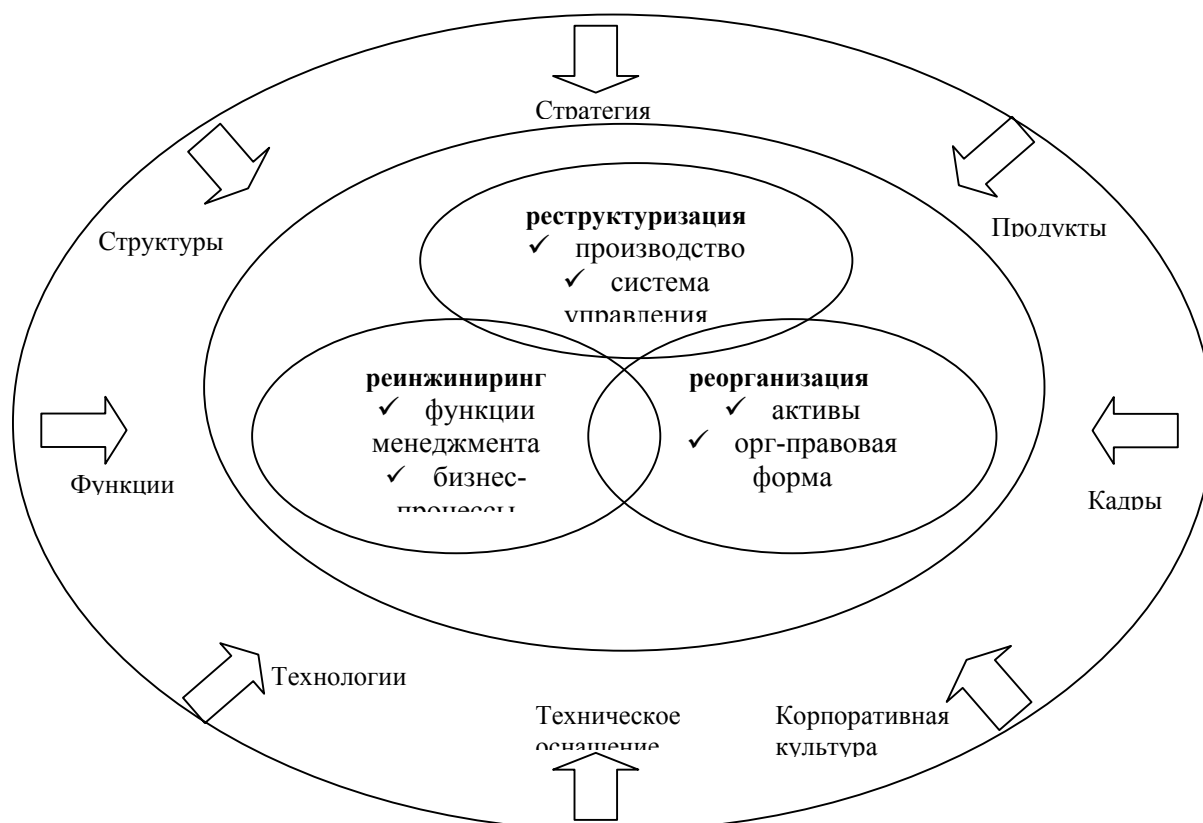 Стратегия
Структуры
Продукты
реструктуризация
✓ производство
✓ система
управления
реинжиниринг
✓ функции
менеджмента
✓ бизнес-
процессы
реорганизация
✓ активы
✓ орг-правовая
форма
Функции
Кадры
Технологии
Техническое
оснащение
Корпоративная
культура